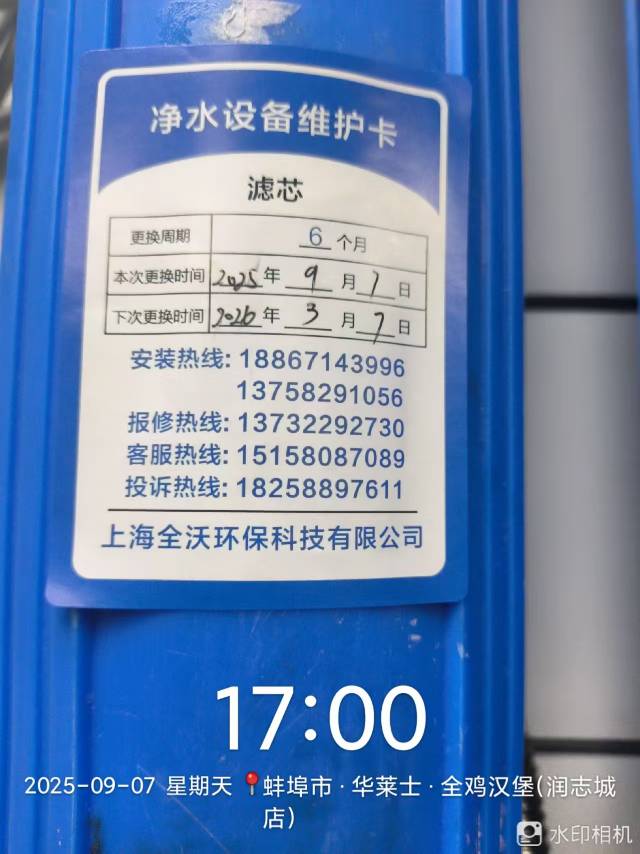 净水设备维护卡
滤芯
更换周期 6 个月
本次更换时间 2025 年 9 月 7 日
下次更换时间 2026 年 3 月 7 日
安装热线: 18867143996
13758291056
报修热线: 13732292730
客服热线: 15158087089
投诉热线: 18258897611
上海全沃环保科技有限公司
17:00
2025-09-07 星期天 蚌埠市·华莱士·全鸡汉堡(润志城
店)
水印相机